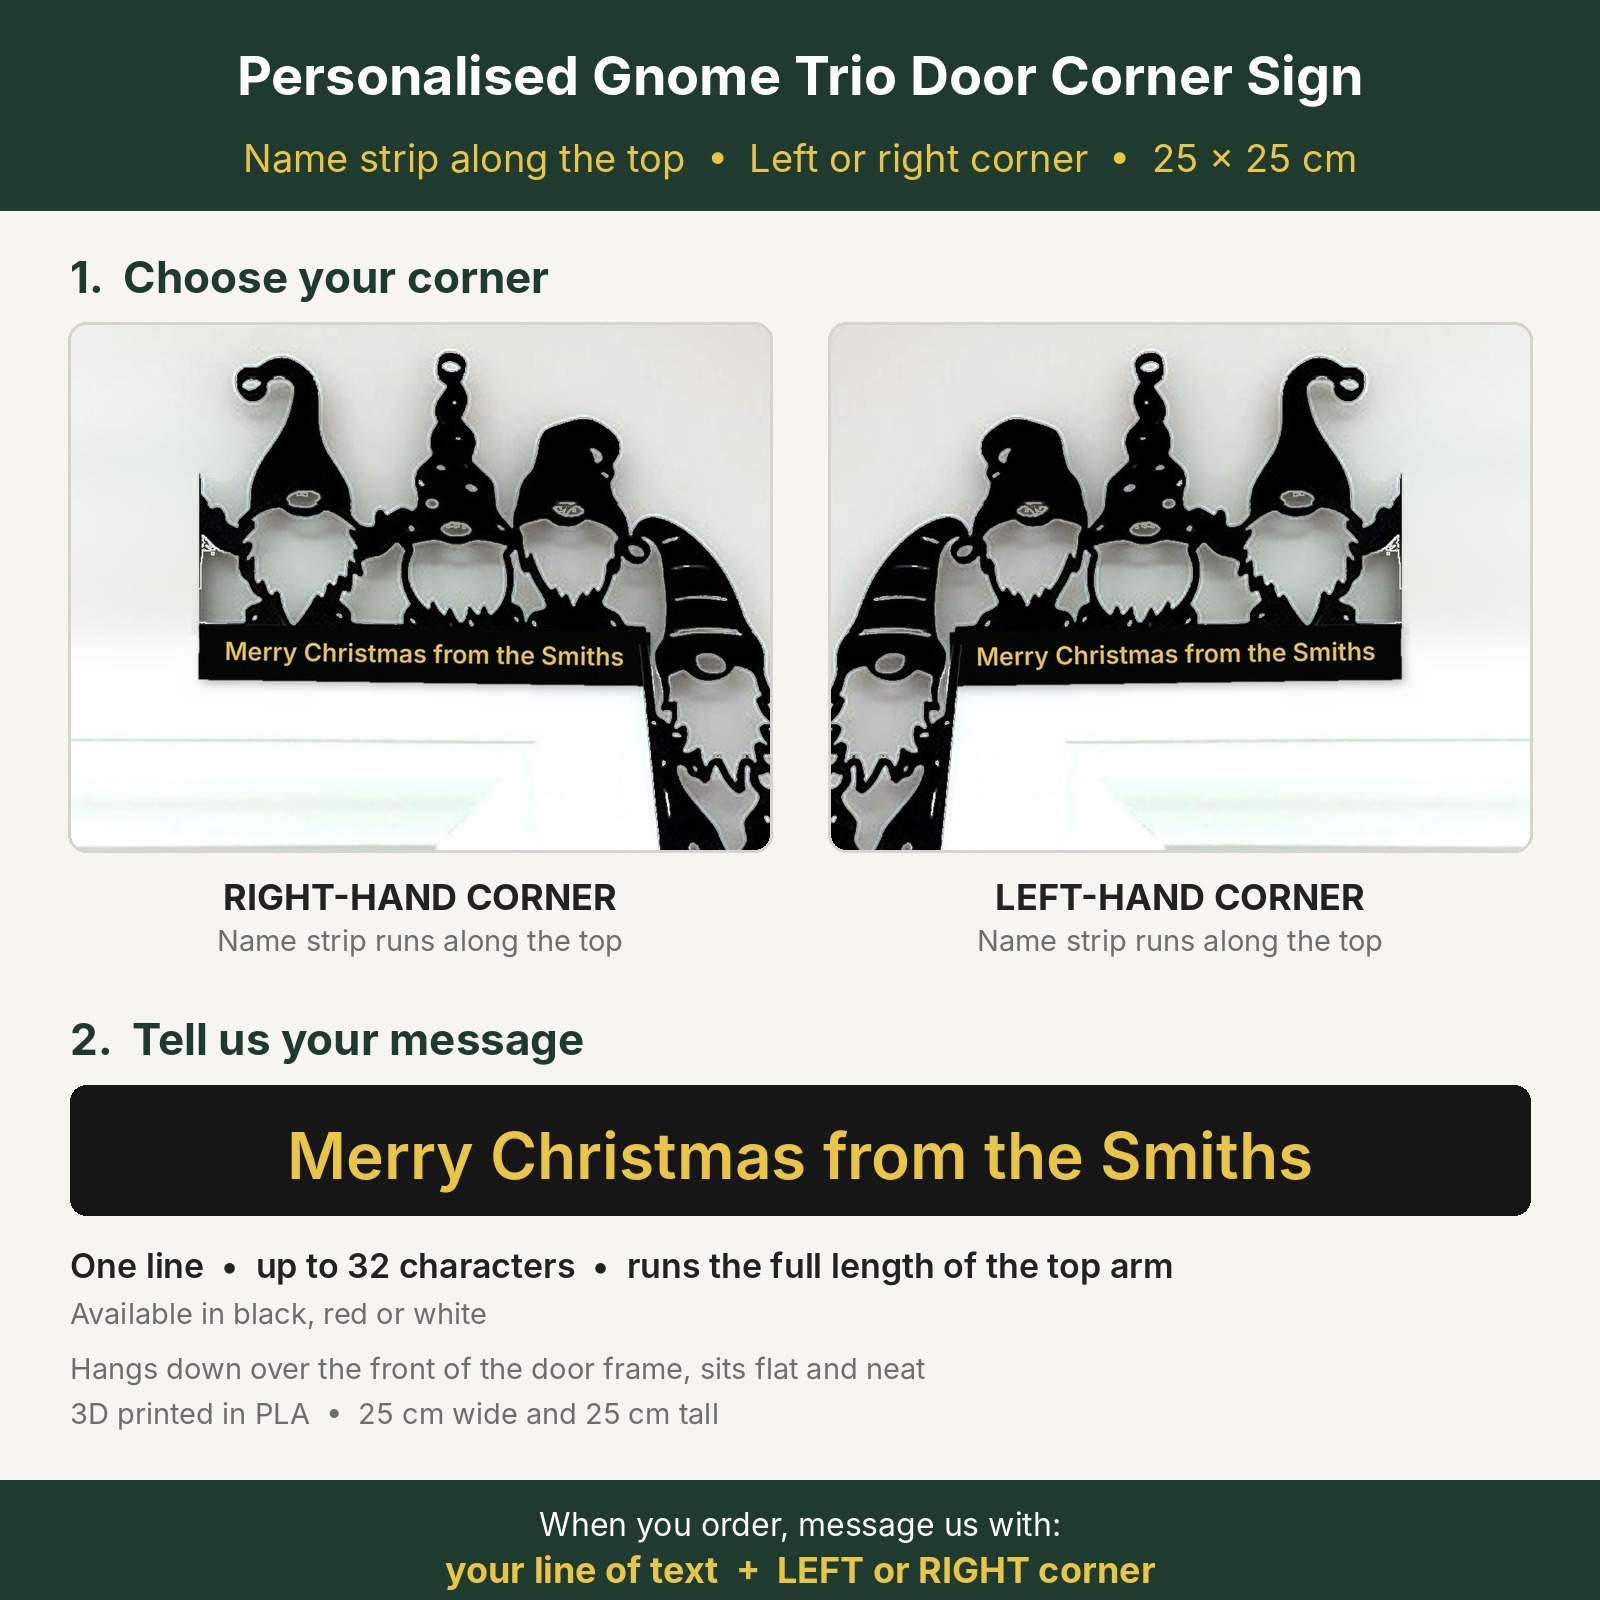 Personalised Gnome Trio Door Corner Sign
Name strip along the top • Left or right corner • 25 × 25 cm
1. Choose your corner
Merry Christmas from the Smiths
Merry Christmas from the Smiths
RIGHT-HAND CORNER
Name strip runs along the top
LEFT-HAND CORNER
Name strip runs along the top
2. Tell us your message
Merry Christmas from the Smiths
One line • up to 32 characters • runs the full length of the top arm
Available in black, red or white
Hangs down over the front of the door frame, sits flat and neat
3D printed in PLA • 25 cm wide and 25 cm tall
When you order, message us with:
your line of text + LEFT or RIGHT corner